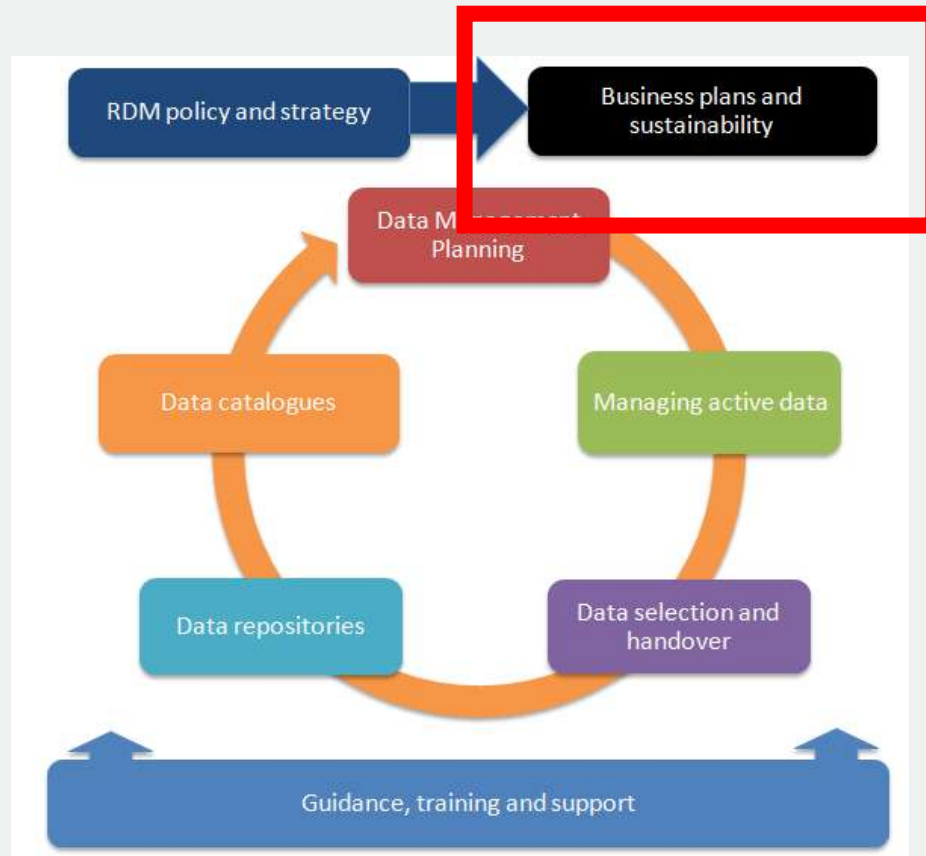 RDM policy and strategy
Business plans and
sustainability
Data Management
Planning
Data catalogues
Managing active data
Data repositories
Data selection and
handover
Guidance, training and support